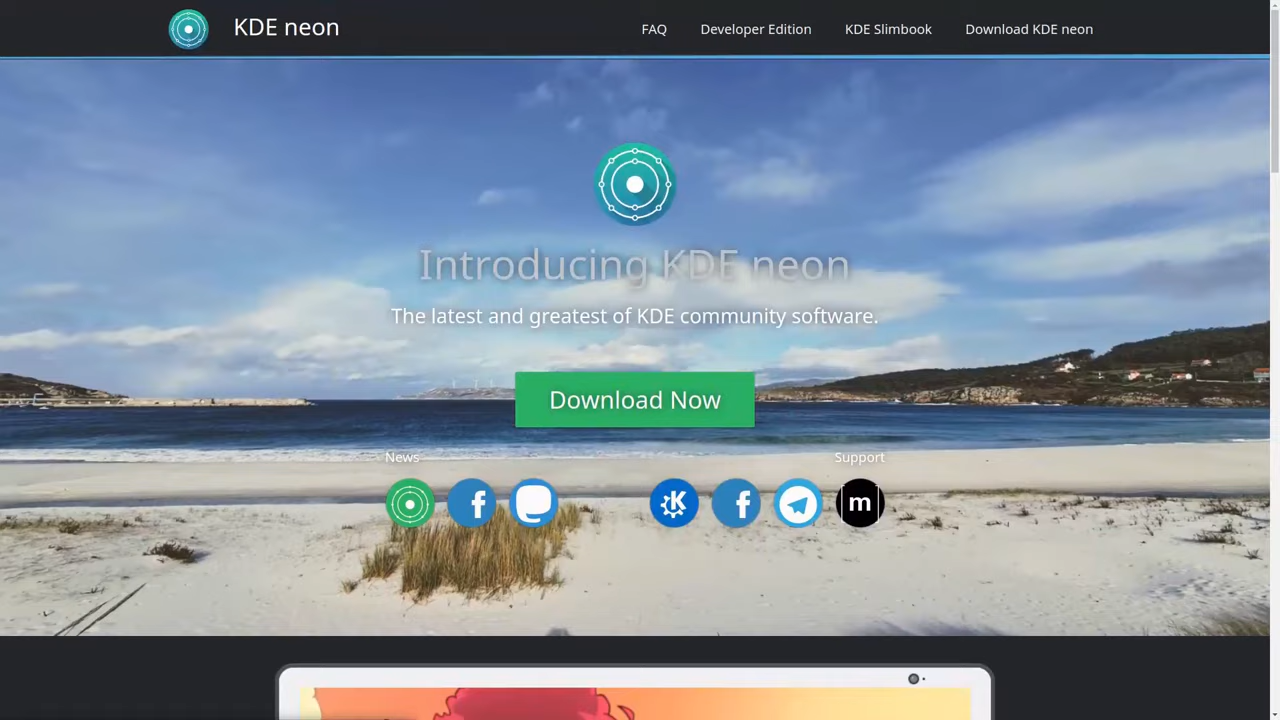 KDE neon
FAQ
Developer Edition
KDE Slimbook
Download KDE neon
Introducing KDE neon
The latest and greatest of KDE community software.
Download Now
News
Support
f
K
f
m